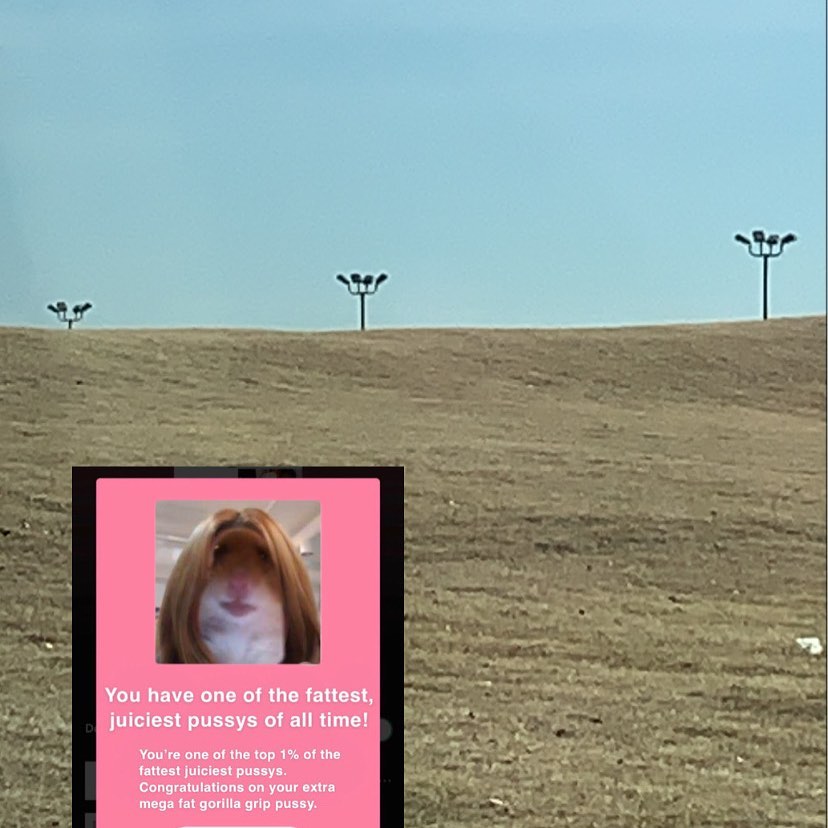 You have one of the fattest,
juiciest pussys of all time!
You're one of the top 1% of the
fattest juiciest pussys.
Congratulations on your extra
mega fat gorilla grip pussy.